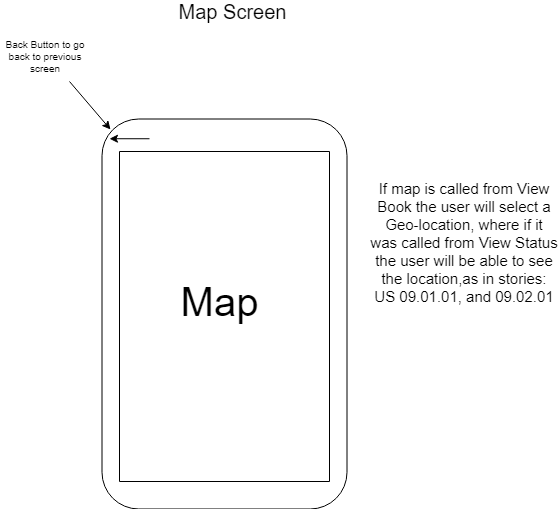 Map Screen
Back Button to go
back to previous
screen
If map is called from View
Book the user will select a
Geo-location, where if it
was called from View Status
the user will be able to see
the location,as in stories:
US 09.01.01, and 09.02.01
Map